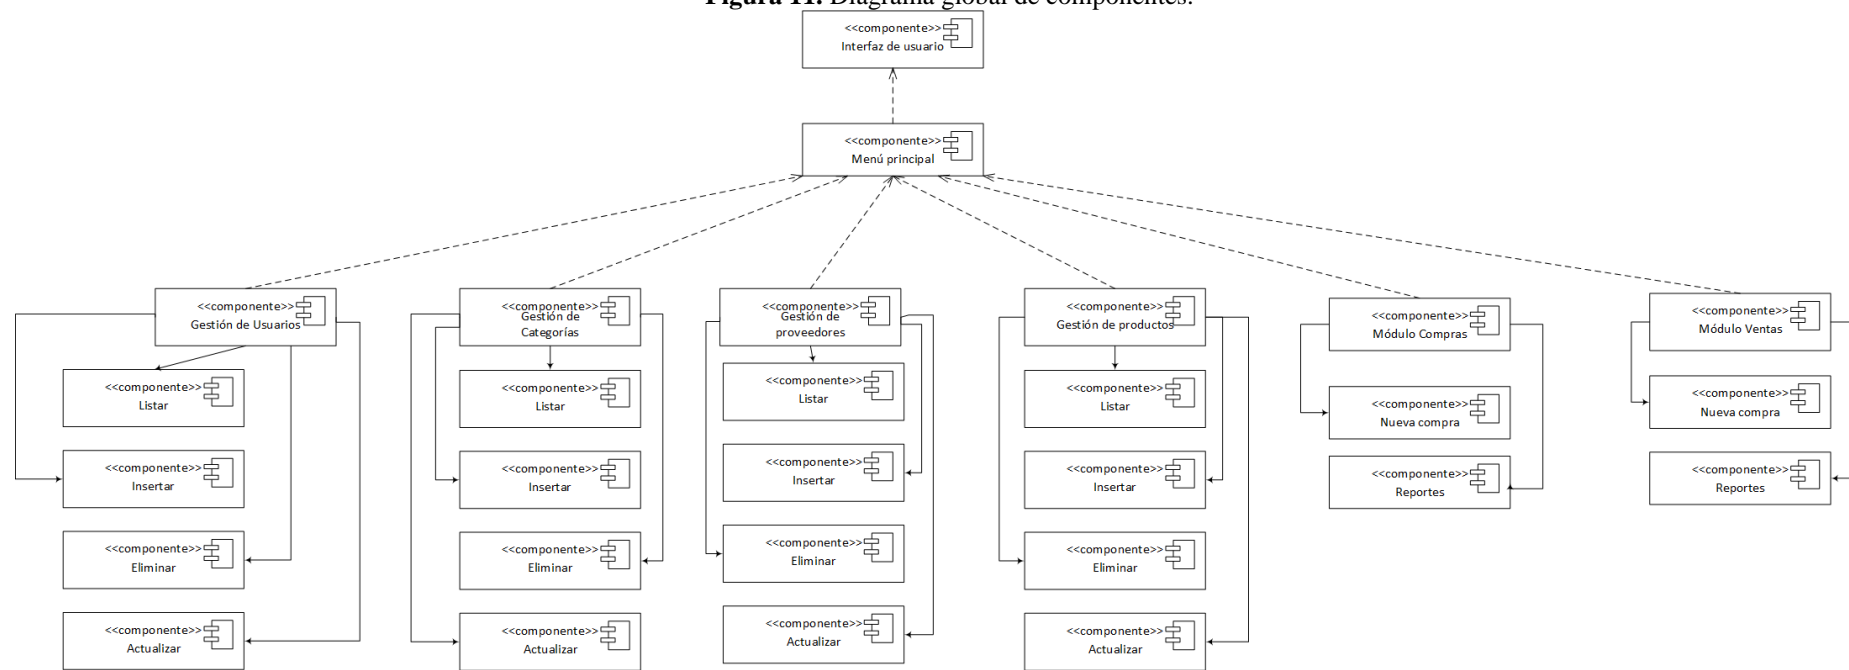 Figura 11. Diagrama global de componentes.
<<componente>>
Interfaz de usuario
<<componente>>
Menú principal
<<componente>>
Gestión de Usuarios
<<componente>>
Listar
<<componente>>
Insertar
<<componente>>
Eliminar
<<componente>>
Actualizar
<<componente>>
Gestión de
Categorías
<<componente>>
Listar
<<componente>>
Insertar
<<componente>>
Eliminar
<<componente>>
Actualizar
<<componente>>
Gestión de
proveedores
<<componente>>
Listar
<<componente>>
Insertar
<<componente>>
Eliminar
<<componente>>
Actualizar
<<componente>>
Gestión de productos
<<componente>>
Listar
<<componente>>
Insertar
<<componente>>
Eliminar
<<componente>>
Actualizar
<<componente>>
Módulo Compras
<<componente>>
Nueva compra
<<componente>>
Reportes
<<componente>>
Módulo Ventas
<<componente>>
Nueva compra
<<componente>>
Reportes